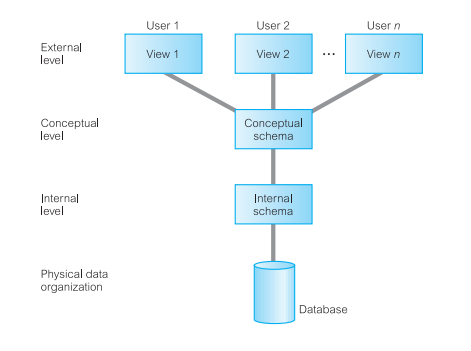 User 1
User 2
User n
External
level
View 1
View 2
...
View n
Conceptual
level
Conceptual
schema
Internal
level
Internal
schema
Physical data
organization
Database